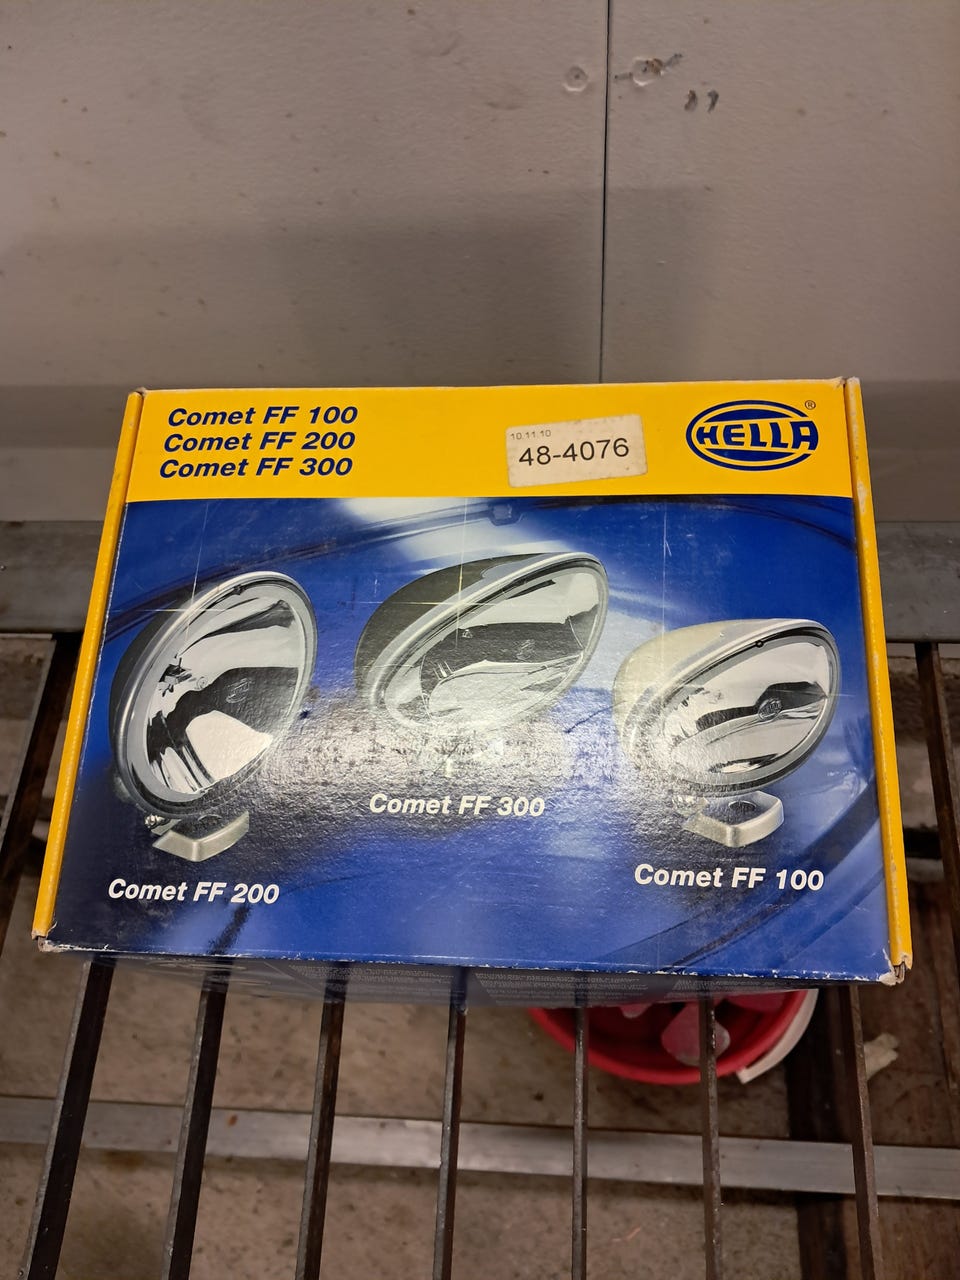 Comet FF 100
Comet FF 200
Comet FF 300
10.11.10
48-4076
HELLA
®
Comet FF 300
Comet FF 100
Comet FF 200